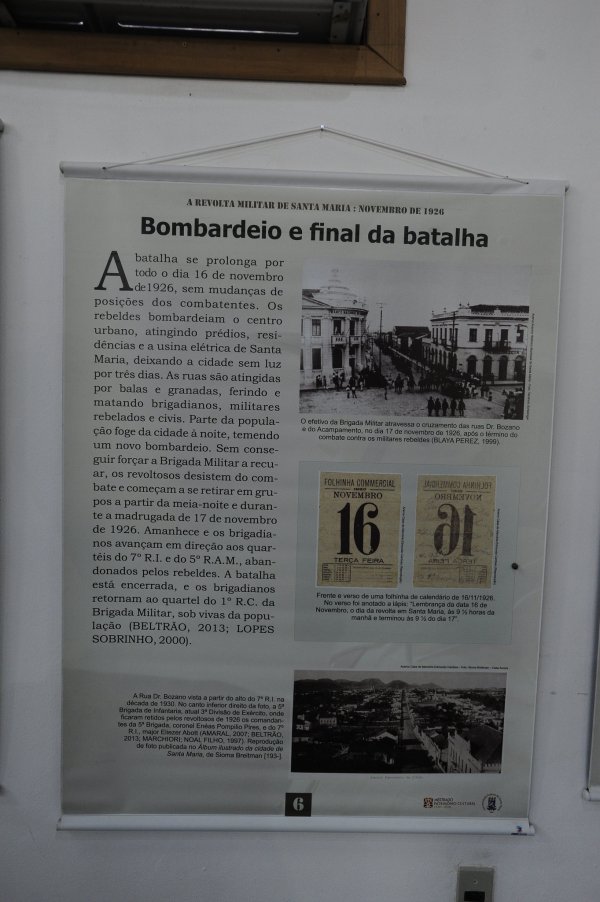 A REVOLTA MILITAR DE SANTA MARIA : NOVEMBRO DE 1926
Bombardeio e final da batalha
A batalha se prolonga por
todo o dia 16 de novembro
de 1926, sem mudanças de
posições dos combatentes. Os
rebeldes bombardeiam o centro
urbano, atingindo prédios, resi-
dências e a usina elétrica de Santa
Maria, deixando a cidade sem luz
por três dias. As ruas são atingidas
por balas e granadas, ferindo e
matando brigadianos, militares
rebelados e civis. Parte da popula-
ção foge da cidade à noite, temendo
um novo bombardeio. Sem conse-
guir forçar a Brigada Militar a recu-
ar, os revoltosos desistem do com-
bate e começam a se retirar em gru-
pos a partir da meia-noite e duran-
te a madrugada de 17 de novembro
de 1926. Amanhece e os brigadia-
nos avançam em direção aos quar-
téis do 7º R.I. e do 5º R.A.M., aban-
donados pelos rebeldes. A batalha
está encerrada, e os brigadianos
retornam ao quartel do 1º R.C. da
Brigada Militar, sob vivas da popu-
lação (BELTRÃO, 2013; LOPES
SOBRINHO, 2000).
O efetivo da Brigada Militar atravessa o cruzamento das ruas Dr. Bozano
e do Acampamento, no dia 17 de novembro de 1926, após o término do
combate contra os militares rebeldes (BLAYA PEREZ, 1999).
FOLHINHA COMMERCIAL
NOVEMBRO
16
TERÇA FEIRA
FOLHINHA COMMERCIAL
NOVEMBRO
16
TERÇA FEIRA
Frente e verso de uma folhinha de calendário de 16/11/1926.
No verso foi anotado a lápis: "Lembrança da data 16 de
Novembro, o dia da revolta em Santa Maria, às 9 ½ horas da
manhã e terminou às 9 ½ do dia 17".
A Rua Dr. Bozano vista a partir do alto do 7º R.I. na
década de 1930. No canto inferior direito da foto, a 5ª
Brigada de Infantaria, atual 3ª Divisão de Exército, onde
ficaram retidos pelos revoltosos de 1926 os comandan-
tes da 5ª Brigada, coronel Enéas Pompílio Pires, e do 7º
R.I., major Eliezer Abott (AMARAL, 2007; BELTRÃO,
2013; MARCHIORI; NOAL FILHO, 1997). Reprodução
de foto publicada no Álbum ilustrado da cidade de
Santa Maria, de Sioma Breitman [193-].
6
MESTRADO
PATRIMÔNIO CULTURAL